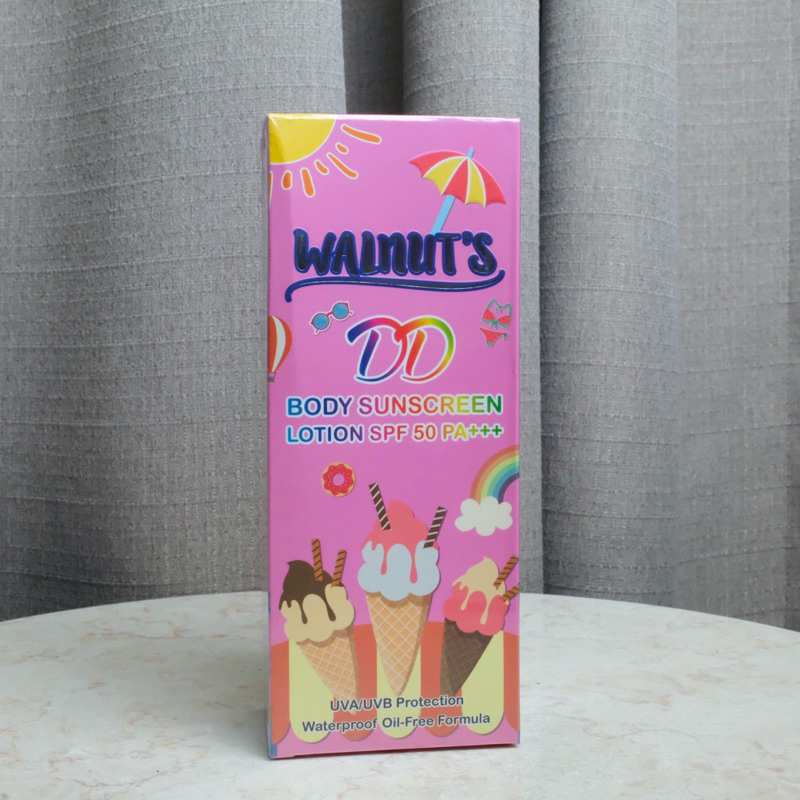 WALNUT'S
DD
BODY SUNSCREEN
LOTION SPF 50 PA+++
UVA/UVB Protection
Waterproof Oil-Free Formula